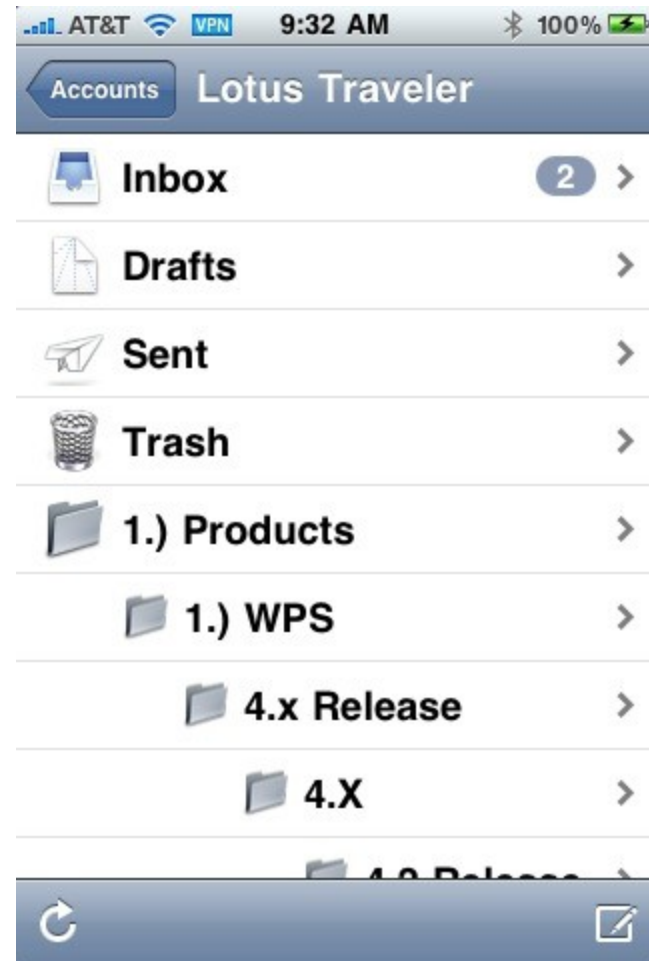 AT&T VPN 9:32 AM 100%
Accounts Lotus Traveler
Inbox 2
Drafts
Sent
Trash
1.) Products
1.) WPS
4.x Release
4.X
Release